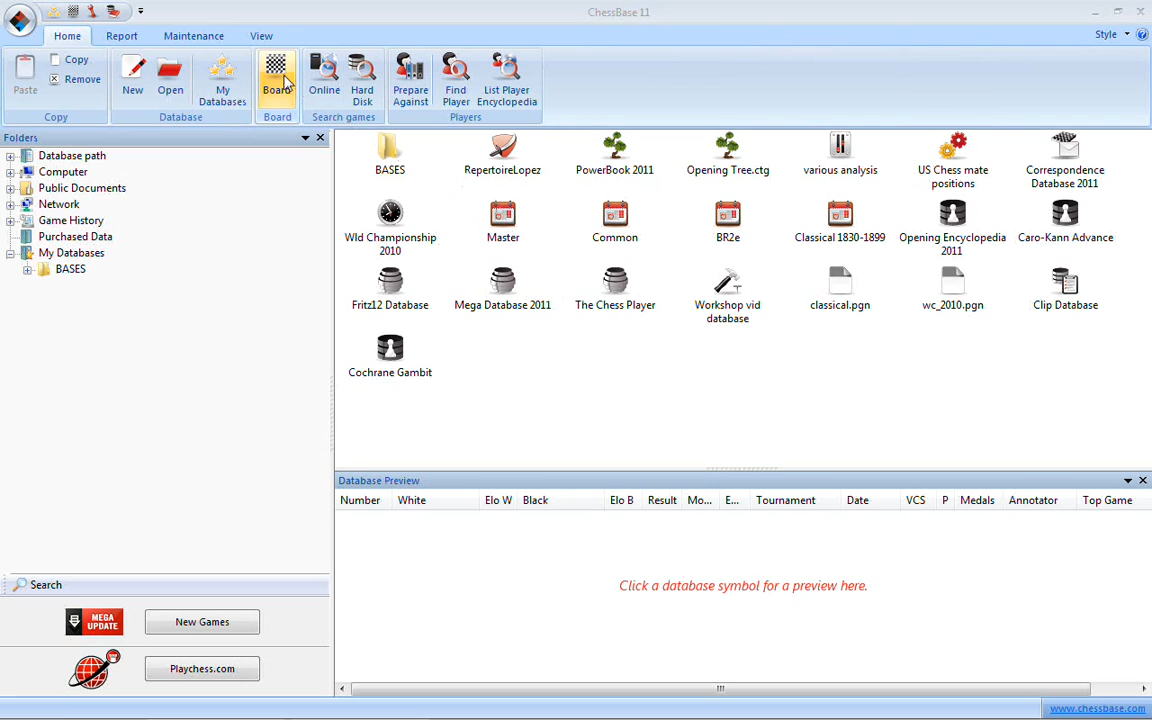 ChessBase 11
Home Report Maintenance View Style
Paste Copy Remove New Open My Databases Board Online Hard Disk Prepare Against Find Player List Player Encyclopedia
Copy Database Board Search games Players
Folders
Database path
Computer
Public Documents
Network
Game History
Purchased Data
My Databases
BASES
Search
MEGA UPDATE New Games
Playchess.com
BASES RepertoireLopez PowerBook 2011 Opening Tree.ctg various analysis US Chess mate positions Correspondence Database 2011
Wld Championship 2010 Master Common BR2e Classical 1830-1899 Opening Encyclopedia 2011 Caro-Kann Advance
Fritz12 Database Mega Database 2011 The Chess Player Workshop vid database classical.pgn wc_2010.pgn Clip Database
Cochrane Gambit
Database Preview
Number White Elo W Black Elo B Result Mo... E... Tournament Date VCS P Medals Annotator Top Game
Click a database symbol for a preview here.
www.chessbase.com